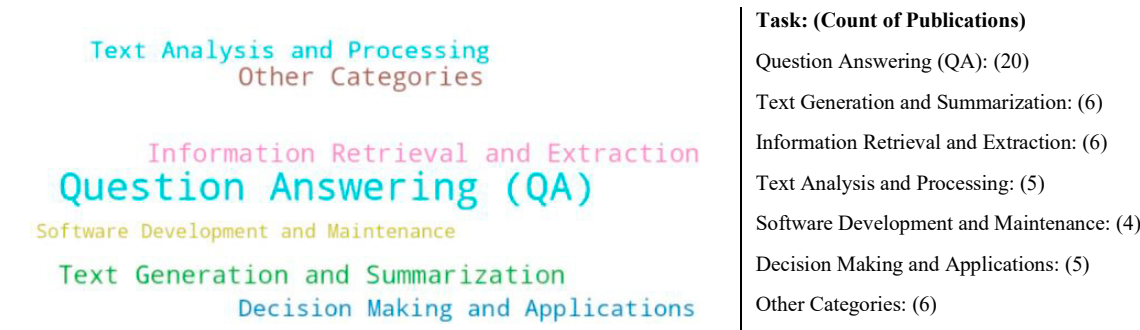 Text Analysis and Processing
Other Categories
Information Retrieval and Extraction
Question Answering (QA)
Software Development and Maintenance
Text Generation and Summarization
Decision Making and Applications
Task: (Count of Publications)
Question Answering (QA): (20)
Text Generation and Summarization: (6)
Information Retrieval and Extraction: (6)
Text Analysis and Processing: (5)
Software Development and Maintenance: (4)
Decision Making and Applications: (5)
Other Categories: (6)